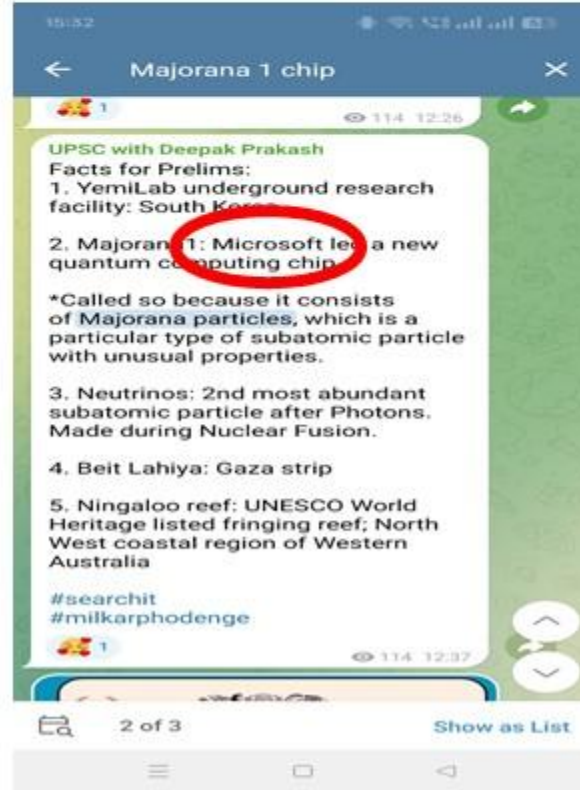 15:32
Majorana 1 chip
1
114 12:26
UPSC with Deepak Prakash
Facts for Prelims:
1. YemiLab underground research
facility: South Korea
2. Majorana 1: Microsoft led a new
quantum computing chip
*Called so because it consists
of Majorana particles, which is a
particular type of subatomic particle
with unusual properties.
3. Neutrinos: 2nd most abundant
subatomic particle after Photons.
Made during Nuclear Fusion.
4. Beit Lahiya: Gaza strip
5. Ningaloo reef: UNESCO World
Heritage listed fringing reef; North
West coastal region of Western
Australia
#searchit
#milkarphodenge
1
114 12:37
2 of 3
Show as List